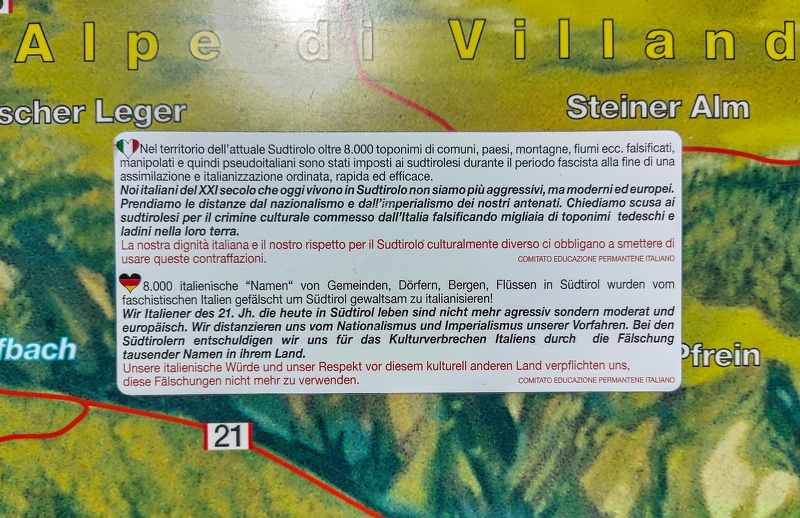 Alpe di Villand
scher Leger
Steiner Alm
Nel territorio dell'attuale Sudtirolo oltre 8.000 toponimi di comuni, paesi, montagne, fiumi ecc. falsificati,
manipolati e quindi pseudoitaliani sono stati imposti ai sudtirolesi durante il periodo fascista alla fine di una
assimilazione e italianizzazione ordinata, rapida ed efficace.
Noi italiani del XXI secolo che oggi vivono in Sudtirolo non siamo più aggressivi, ma moderni ed europei.
Prendiamo le distanze dal nazionalismo e dall'imperialismo dei nostri antenati. Chiediamo scusa ai
sudtirolesi per il crimine culturale commesso dall'Italia falsificando migliaia di toponimi tedeschi e
ladini nella loro terra.
La nostra dignità italiana e il nostro rispetto per il Sudtirolo culturalmente diverso ci obbligano a smettere di
usare queste contraffazioni. COMITATO EDUCAZIONE PERMANENTE ITALIANO
8.000 italienische "Namen" von Gemeinden, Dörfern, Bergen, Flüssen in Südtirol wurden vom
faschistischen Italien gefälscht um Südtirol gewaltsam zu italianisieren!
Wir Italiener des 21. Jh. die heute in Südtirol leben sind nicht mehr agressiv sondern moderat und
europäisch. Wir distanzieren uns vom Nationalismus und Imperialismus unserer Vorfahren. Bei den
Südtirolern entschuldigen wir uns für das Kulturverbrechen Italiens durch die Fälschung
tausender Namen in ihrem Land.
Unsere italienische Würde und unser Respekt vor diesem kulturell anderen Land verpflichten uns,
diese Fälschungen nicht mehr zu verwenden. COMITATO EDUCAZIONE PERMANENTE ITALIANO
fbach
Pfrein
21